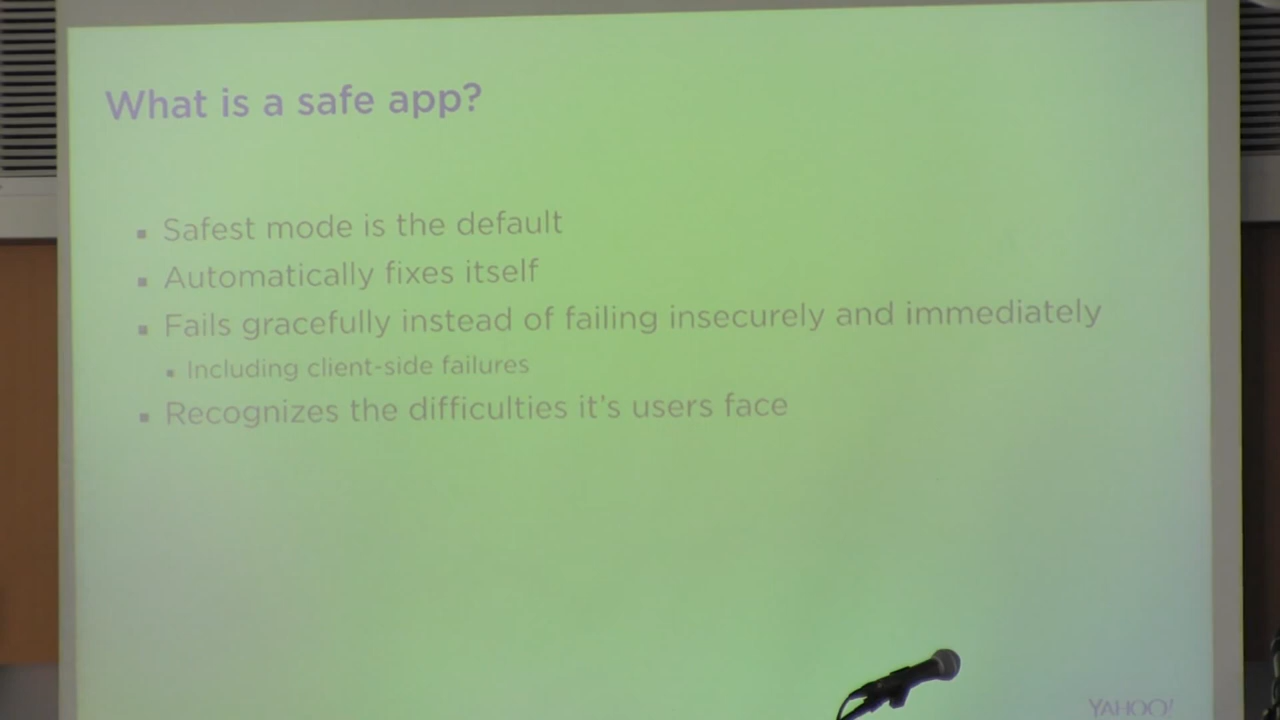 What is a safe app?
Safest mode is the default
Automatically fixes itself
Fails gracefully instead of failing insecurely and immediately
Including client-side failures
Recognizes the difficulties it's users face
YAHOO!